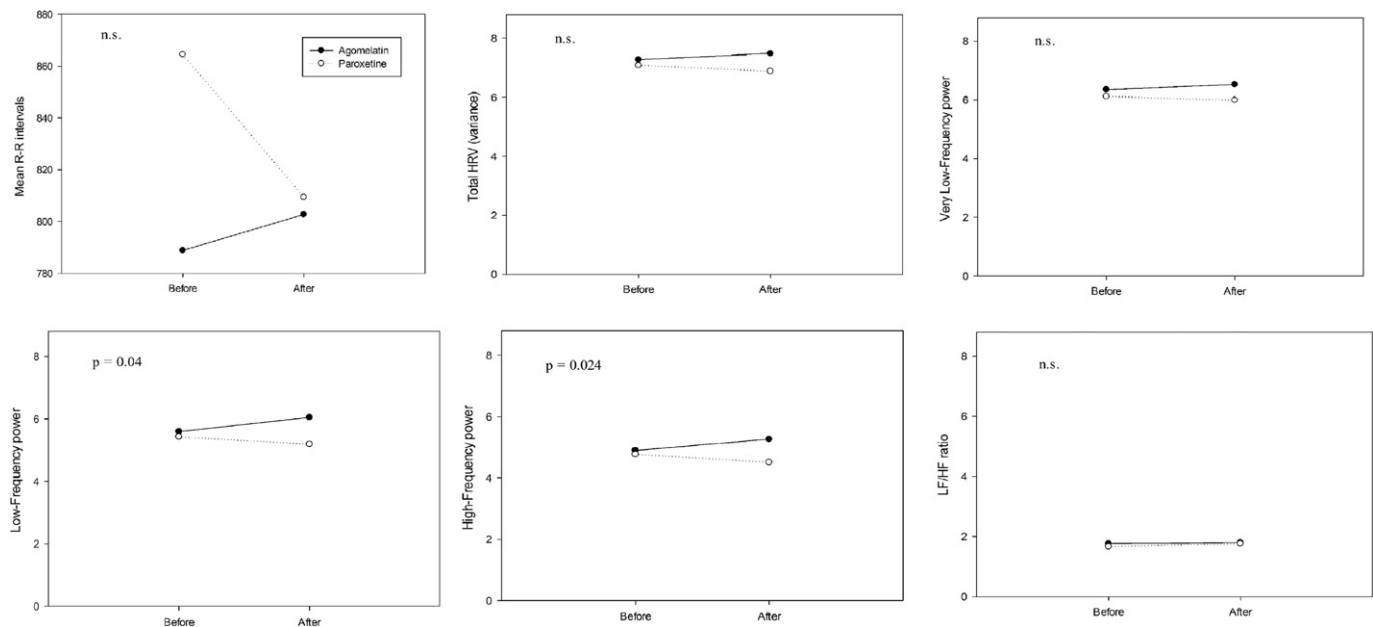 n.s.
Agomelatin
Paroxetine
Mean R-R intervals
880
860
840
820
800
780
Before After
n.s.
Total HRV (variance)
8
6
4
2
0
Before After
n.s.
Very Low-Frequency power
8
6
4
2
0
Before After
p = 0.04
Low-Frequency power
8
6
4
2
0
Before After
p = 0.024
High-Frequency power
8
6
4
2
0
Before After
n.s.
LF/HF ratio
8
6
4
2
0
Before After